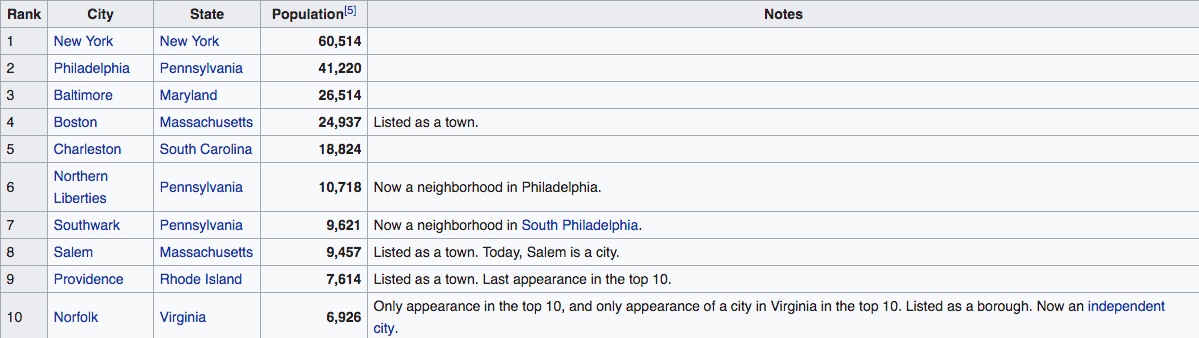 Rank City State Population[5] Notes
1 New York New York 60,514
2 Philadelphia Pennsylvania 41,220
3 Baltimore Maryland 26,514
4 Boston Massachusetts 24,937 Listed as a town.
5 Charleston South Carolina 18,824
6 Northern Liberties Pennsylvania 10,718 Now a neighborhood in Philadelphia.
7 Southwark Pennsylvania 9,621 Now a neighborhood in South Philadelphia.
8 Salem Massachusetts 9,457 Listed as a town. Today, Salem is a city.
9 Providence Rhode Island 7,614 Listed as a town. Last appearance in the top 10.
10 Norfolk Virginia 6,926 Only appearance in the top 10, and only appearance of a city in Virginia in the top 10. Listed as a borough. Now an independent
city.